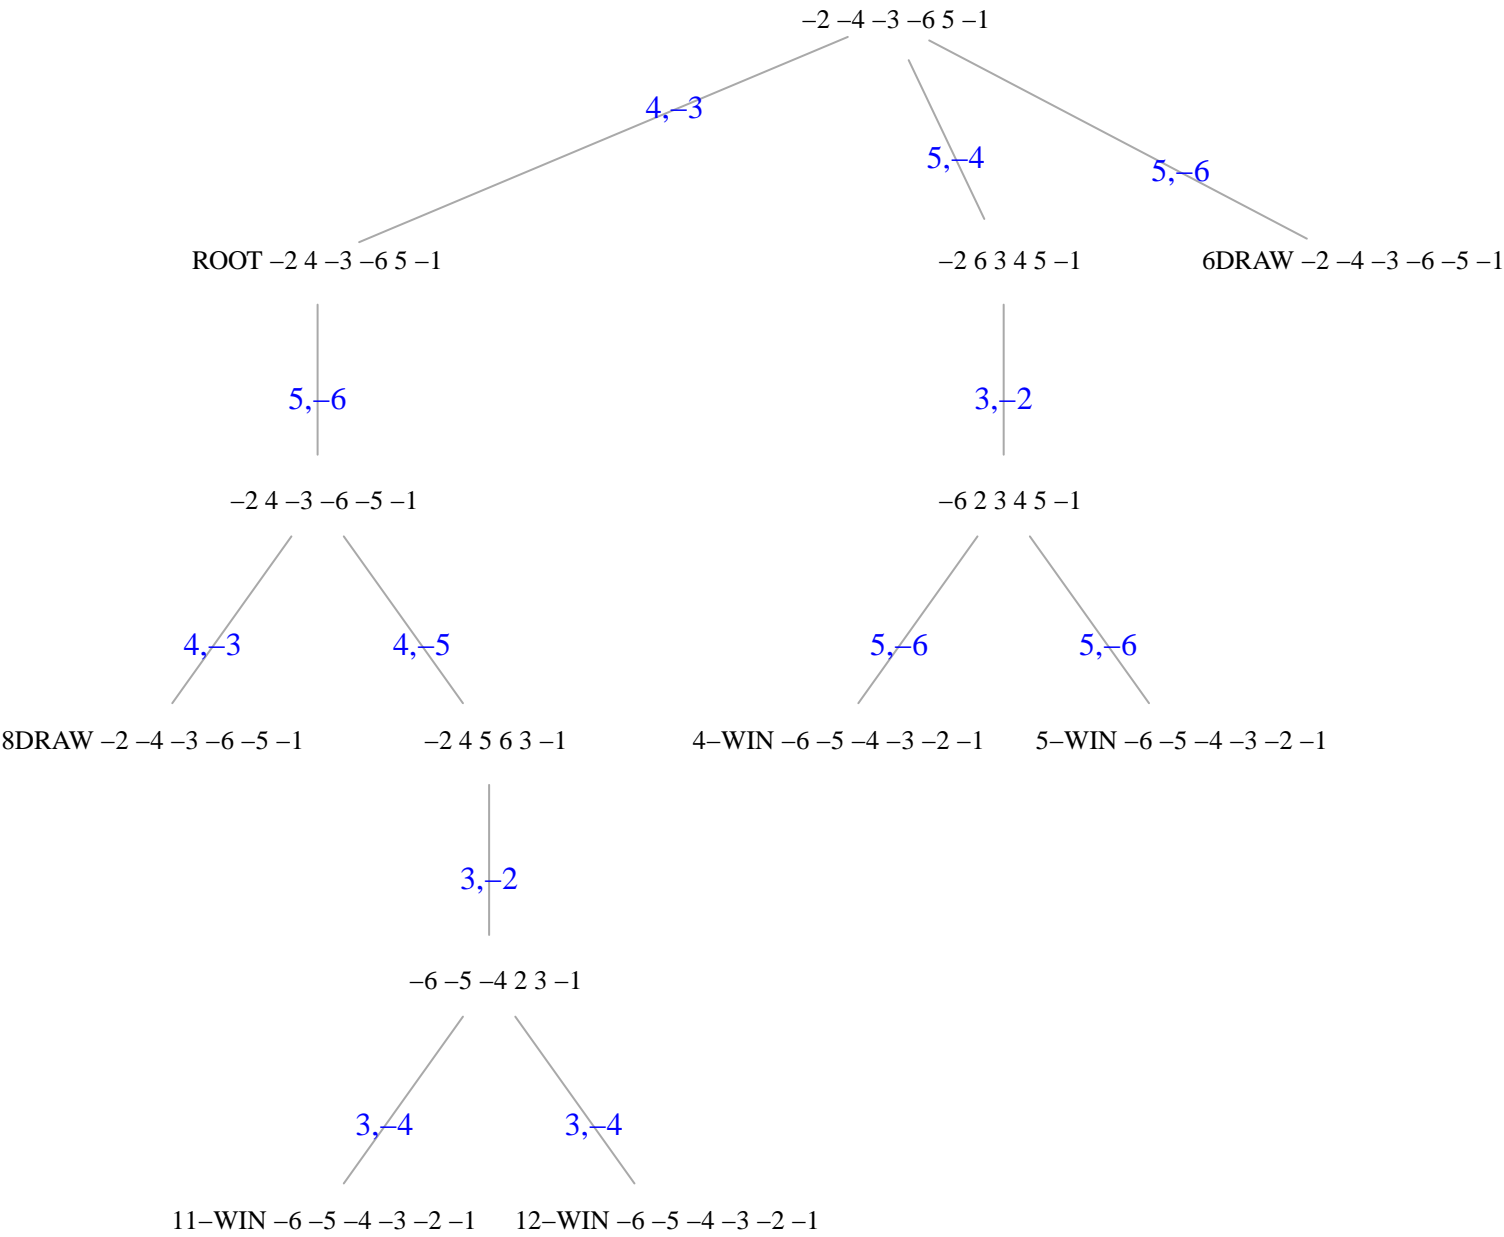 –2 –4 –3 –6 5 –1
4,–3
5,–4
5,–6
ROOT –2 4 –3 –6 5 –1
–2 6 3 4 5 –1
6DRAW –2 –4 –3 –6 –5 –1
5,–6
3,–2
–2 4 –3 –6 –5 –1
–6 2 3 4 5 –1
4,–3
4,–5
5,–6
5,–6
8DRAW –2 –4 –3 –6 –5 –1
–2 4 5 6 3 –1
4–WIN –6 –5 –4 –3 –2 –1
5–WIN –6 –5 –4 –3 –2 –1
3,–2
–6 –5 –4 2 3 –1
3,–4
3,–4
11–WIN –6 –5 –4 –3 –2 –1
12–WIN –6 –5 –4 –3 –2 –1